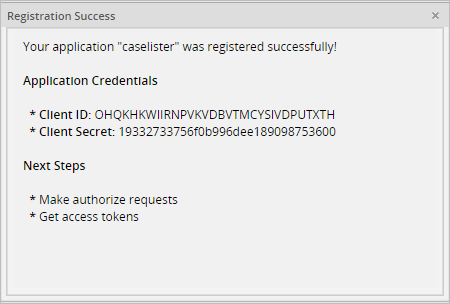 Registration Success
Your application "caselister" was registered successfully!
Application Credentials
* Client ID: OHQKHKWIIRNPVKVDBVTMCYSIVDPUTXTH
* Client Secret: 19332733756f0b996dee189098753600
Next Steps
* Make authorize requests
* Get access tokens